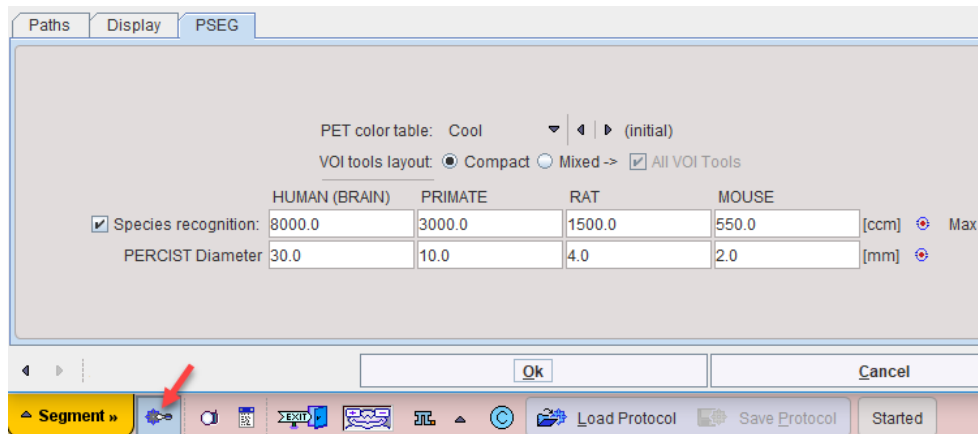 Paths Display PSEG
PET color table: Cool (initial)
VOI tools layout: Compact Mixed -> All VOI Tools
HUMAN (BRAIN) PRIMATE RAT MOUSE
Species recognition: 8000.0 3000.0 1500.0 550.0 [ccm] Max
PERCIST Diameter 30.0 10.0 4.0 2.0 [mm]
Ok Cancel
Segment » EXIT © Load Protocol Save Protocol Started